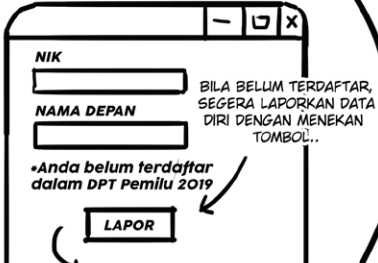 NIK
NAMA DEPAN
BILA BELUM TERDAFTAR,
SEGERA LAPORKAN DATA
DIRI DENGAN MENEKAN
TOMBOL..
•Anda belum terdaftar
dalam DPT Pemilu 2019
LAPOR